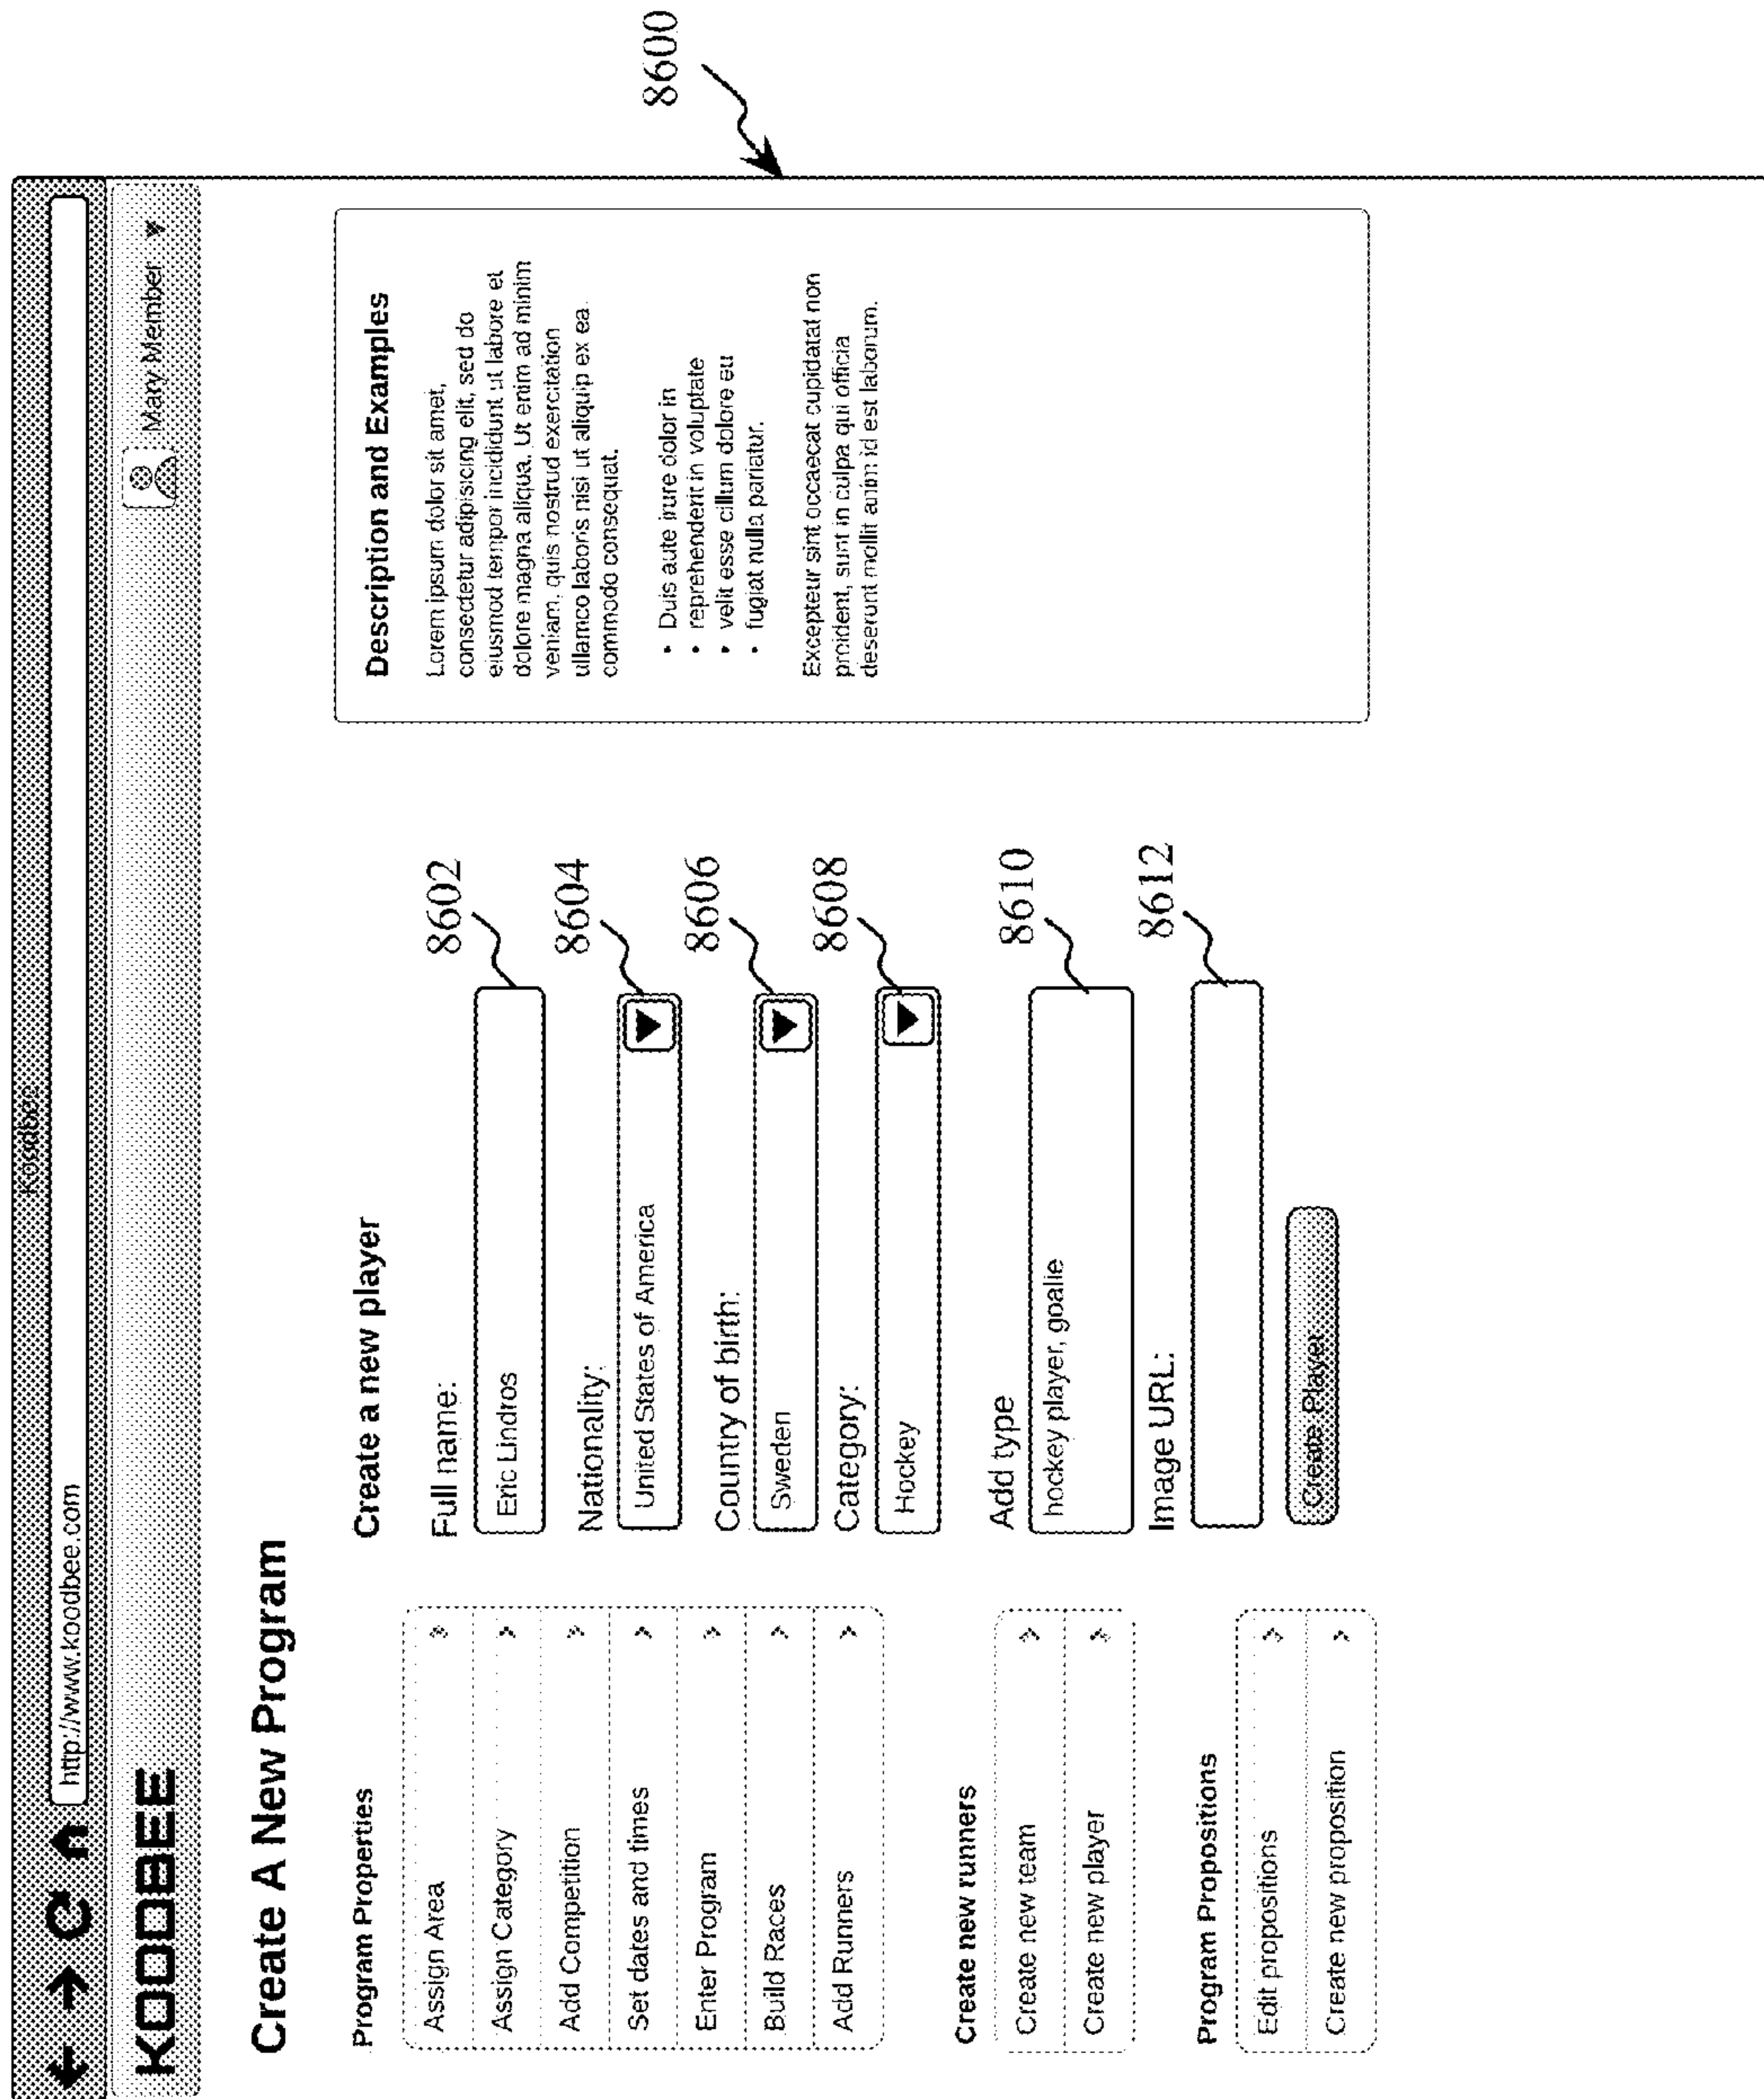 Koodbee
http://www.koodbee.com
KOODBEE
Mary Member
Create A New Program
Program Properties
Assign Area
Assign Category
Add Competition
Set dates and times
Enter Program
Build Races
Add Runners
Create new runners
Create new team
Create new player
Program Propositions
Edit propositions
Create new proposition
Create a new player
Full name:
Eric Lindros
8602
Nationality:
United States of America
8604
Country of birth:
Sweden
8606
Category:
Hockey
8608
Add type
hockey player, goalie
8610
Image URL:
8612
Create Player
Description and Examples
Lorem ipsum dolor sit amet,
consectetur adipisicing elit, sed do
eiusmod tempor incididunt ut labore et
dolore magna aliqua. Ut enim ad minim
veniam, quis nostrud exercitation
ullamco laboris nisi ut aliquip ex ea
commodo consequat.
• Duis aute irure dolor in
• reprehenderit in voluptate
• velit esse cillum dolore eu
• fugiat nulla pariatur.
Excepteur sint occaecat cupidatat non
proident, sunt in culpa qui officia
deserunt mollit anim id est laborum.
8600